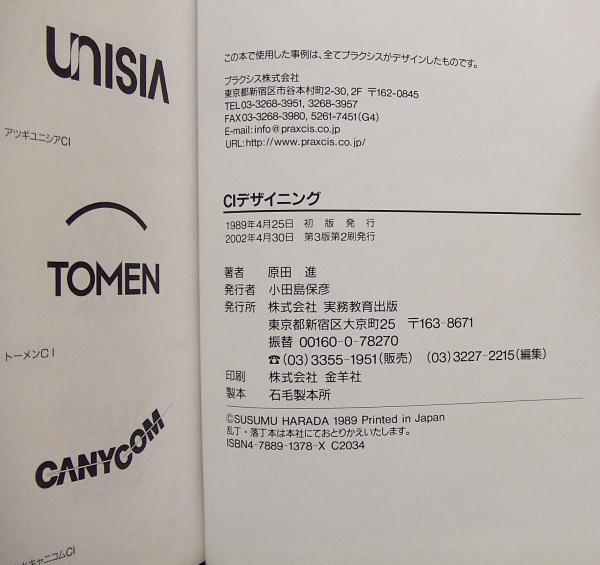 UNISIA
アツギユニシアCI
TOMEN
トーメンCI
CANYCOM
キャニコムCI
この本で使用した事例は、全てプラクシスがデザインしたものです。
プラクシス株式会社
東京都新宿区市谷本村町2-30, 2F 〒162-0845
TEL03-3268-3951, 3268-3957
FAX03-3268-3980, 5261-7451(G4)
E-mail: info@praxcis.co.jp
URL: http://www.praxcis.co.jp/
CIデザイニング
1989年4月25日 初版発行
2002年4月30日 第3版第2刷発行
著者 原田 進
発行者 小田島保彦
発行所 株式会社 実務教育出版
東京都新宿区大京町25 〒163-8671
振替 00160-0-78270
☎(03)3355-1951(販売) (03)3227-2215(編集)
印刷 株式会社 金羊社
製本 石毛製本所
©SUSUMU HARADA 1989 Printed in Japan
乱丁・落丁本は本社にておとりかえいたします。
ISBN4-7889-1378-X C2034